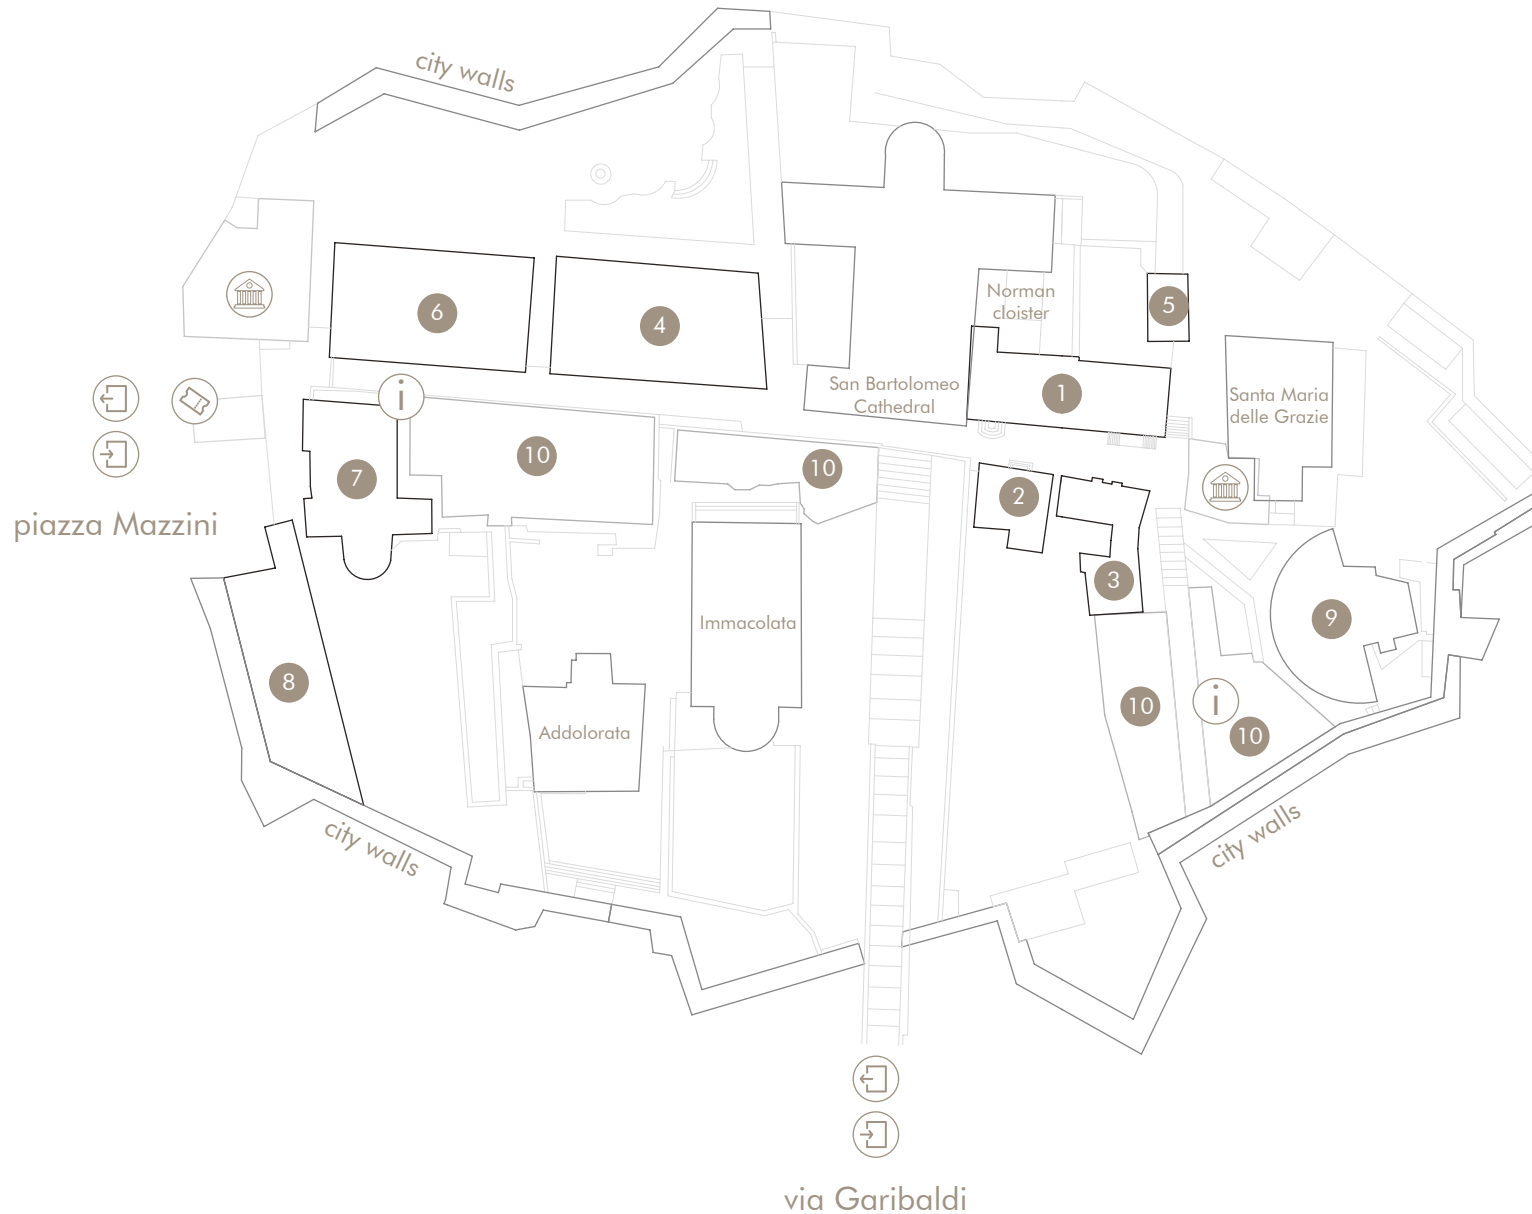 city walls
Norman
cloister
5
6
4
San Bartolomeo
Cathedral
1
Santa Maria
delle Grazie
i
10
10
7
2
piazza Mazzini
3
Immacolata
9
8
Addolorata
i
10
10
city walls
city walls
via Garibaldi